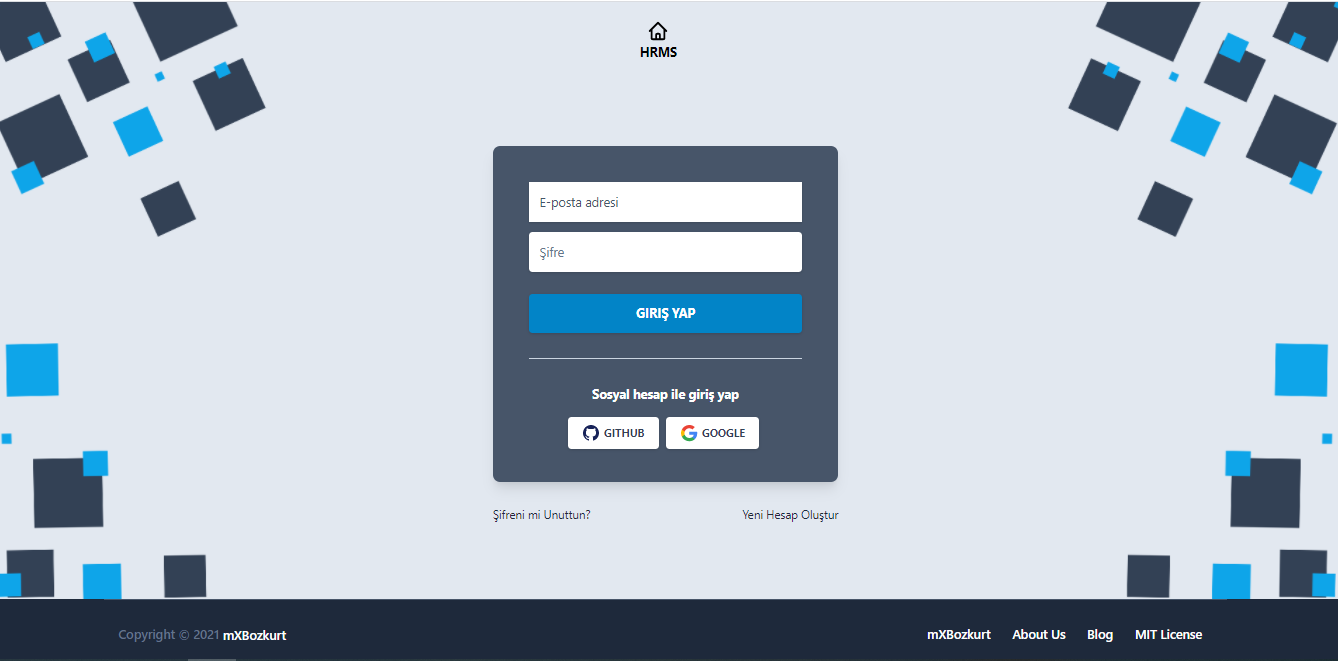 HRMS
E-posta adresi
Şifre
GIRIŞ YAP
Sosyal hesap ile giriş yap
GITHUB GOOGLE
Şifreni mi Unuttun? Yeni Hesap Oluştur
Copyright © 2021 mXBozkurt mXBozkurt About Us Blog MIT License